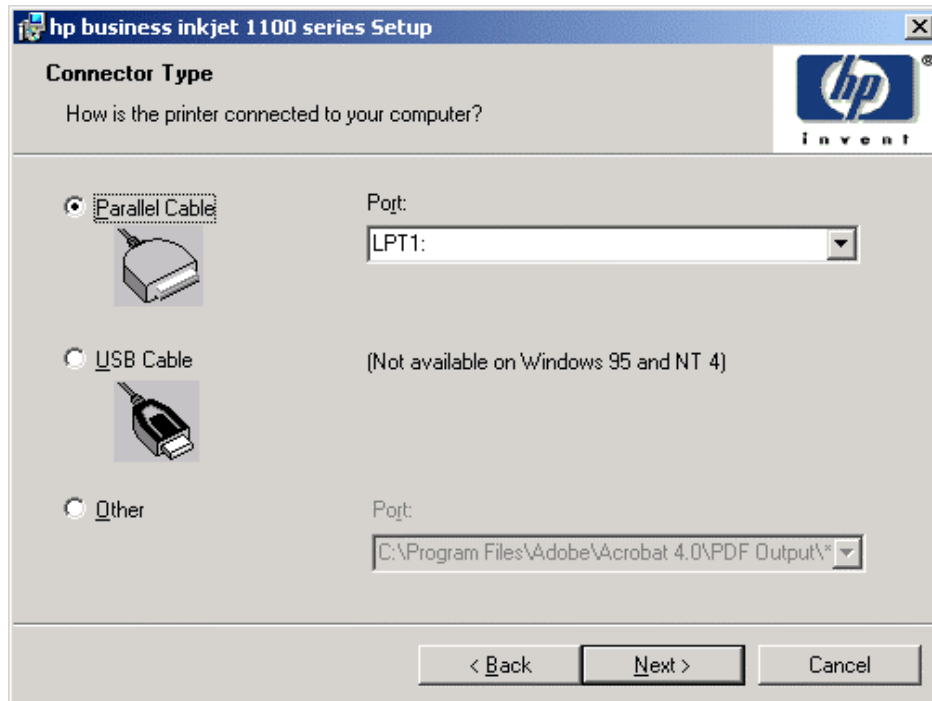 hp business inkjet 1100 series Setup
Connector Type
How is the printer connected to your computer?
hp ®
invent
Parallel Cable
Port:
LPT1:
USB Cable
(Not available on Windows 95 and NT 4)
Other
Port:
C:\Program Files\Adobe\Acrobat 4.0\PDF Output\*
< Back
Next >
Cancel